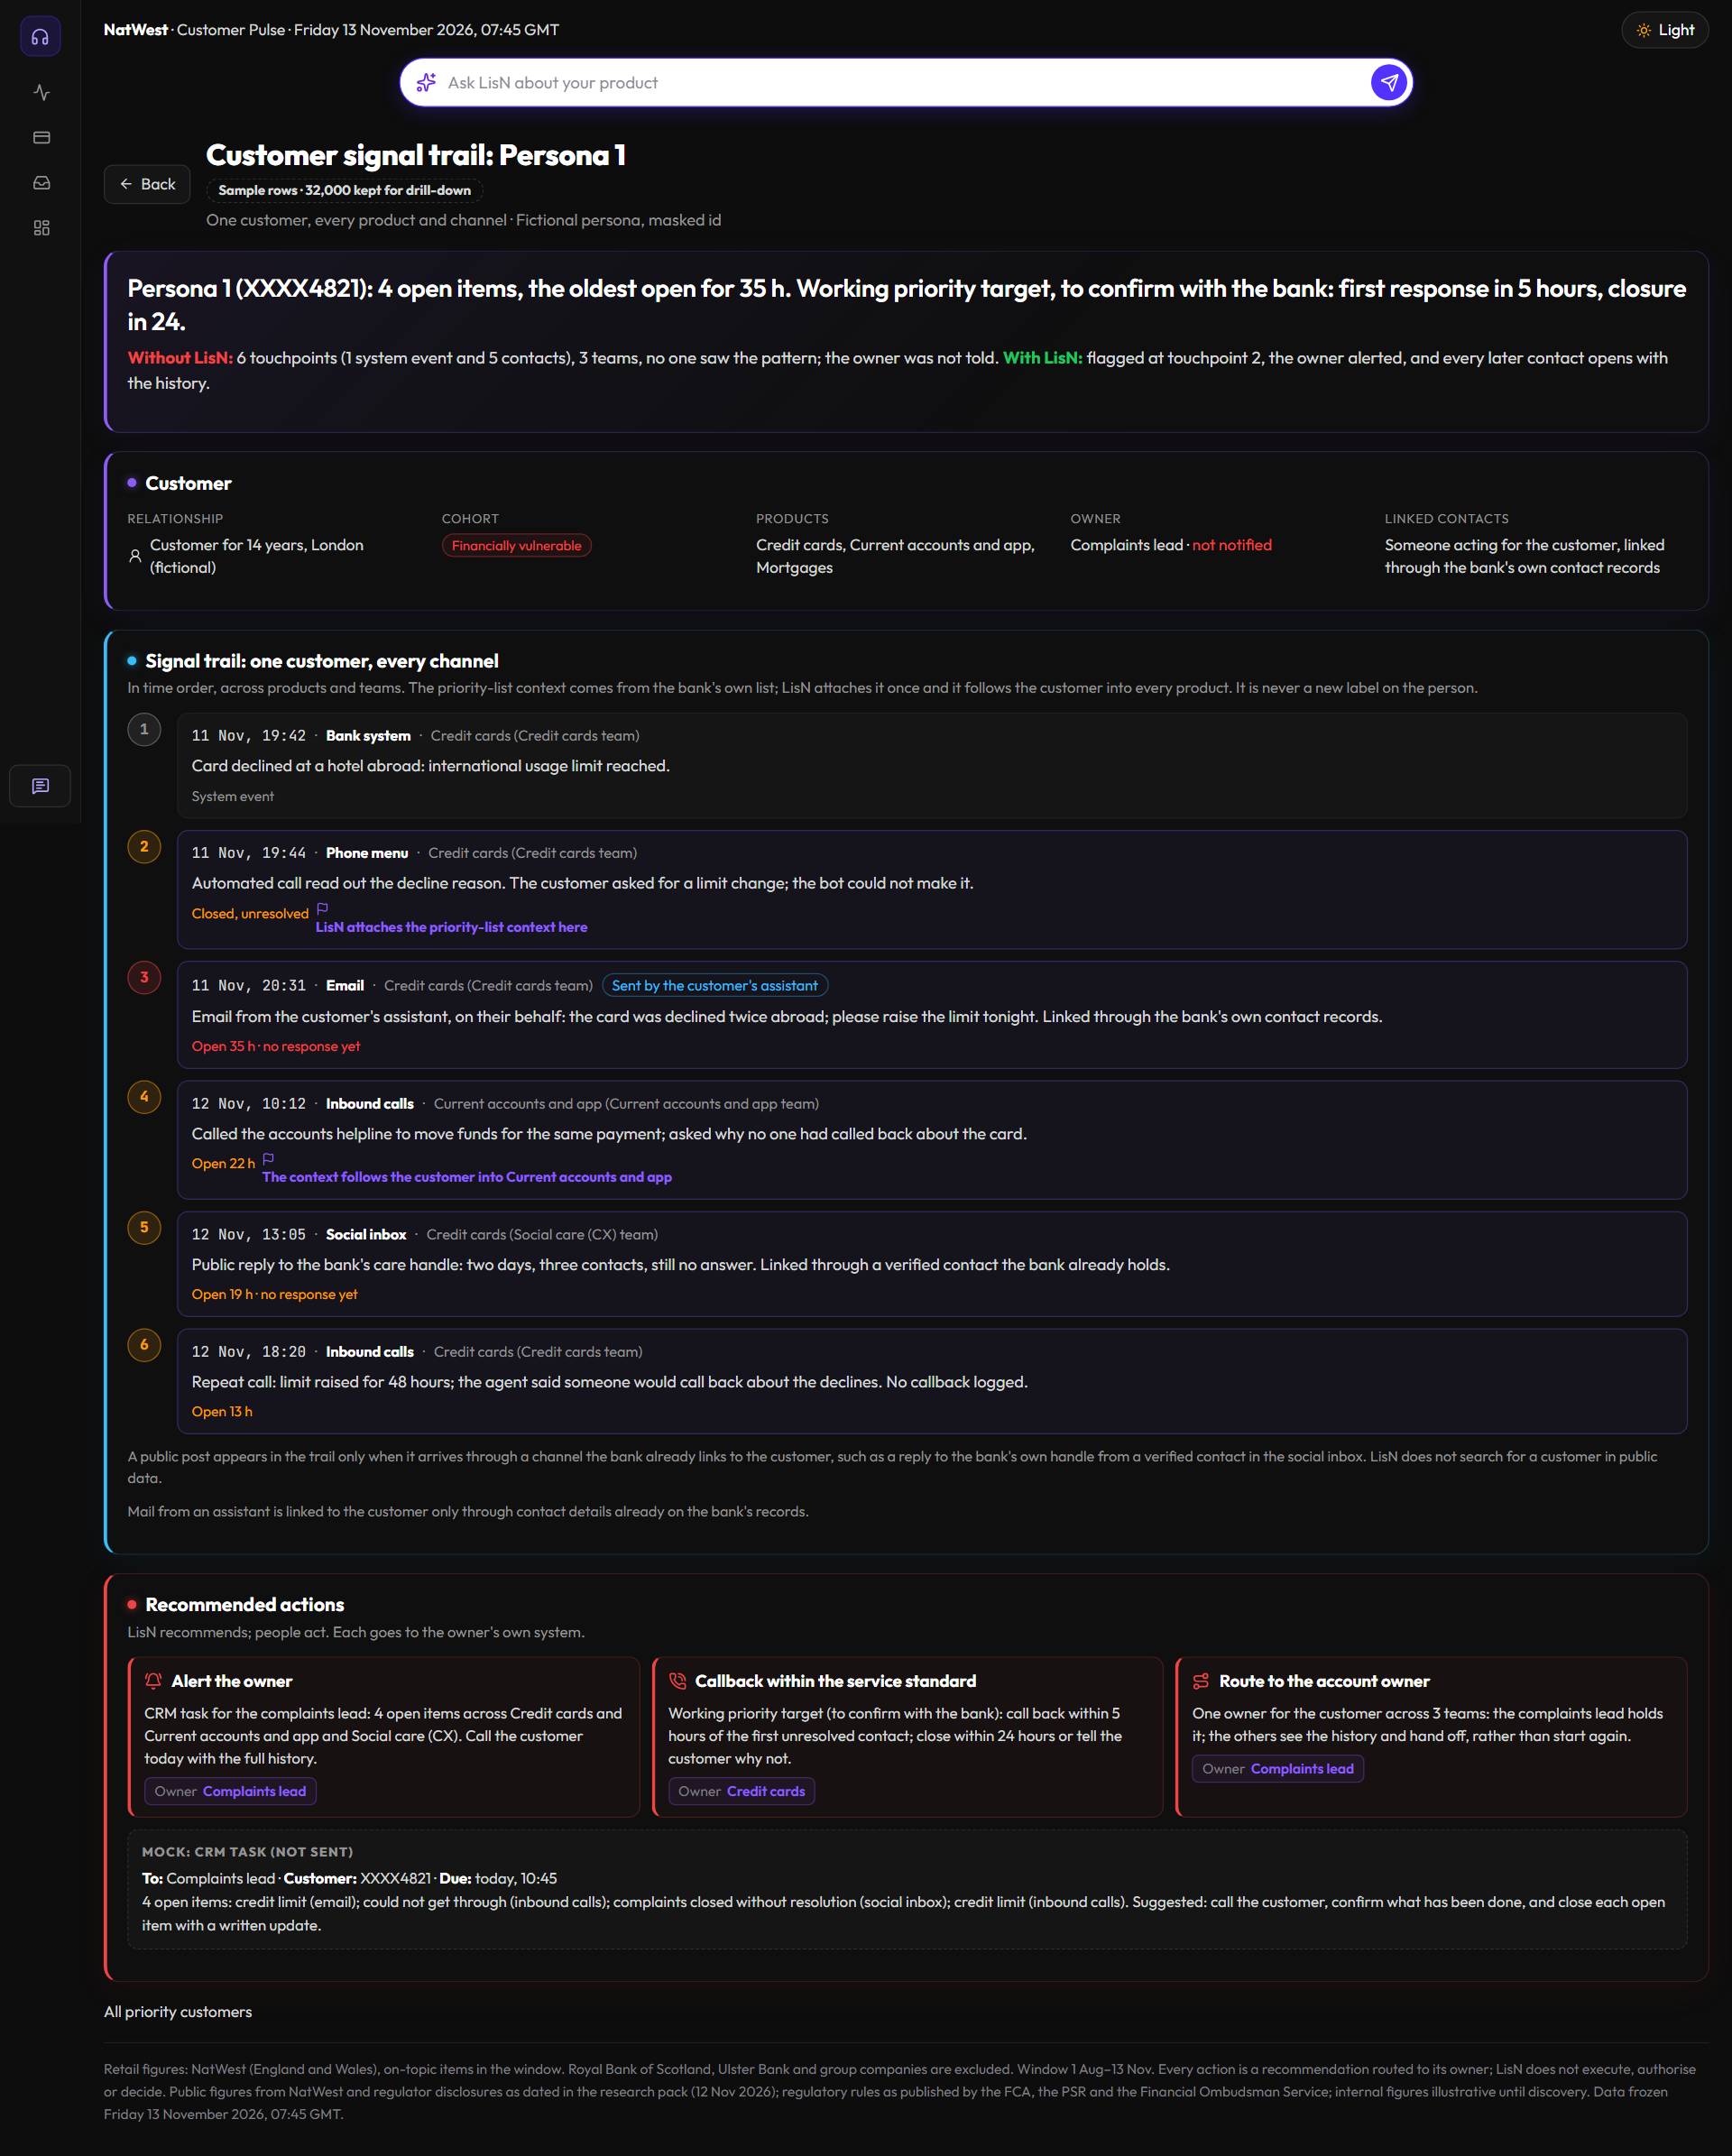 NatWest · Customer Pulse · Friday 13 November 2026, 07:45 GMT
Light
Ask LisN about your product
Back
Customer signal trail: Persona 1
Sample rows · 32,000 kept for drill-down
One customer, every product and channel · Fictional persona, masked id
Persona 1 (XXXX4821): 4 open items, the oldest open for 35 h. Working priority target, to confirm with the bank: first response in 5 hours, closure
in 24.
Without LisN: 6 touchpoints (1 system event and 5 contacts), 3 teams, no one saw the pattern; the owner was not told. With LisN: flagged at touchpoint 2, the owner alerted, and every later contact opens with
the history.
Customer
RELATIONSHIP
Customer for 14 years, London
(fictional)
COHORT
Financially vulnerable
PRODUCTS
Credit cards, Current accounts and app,
Mortgages
OWNER
Complaints lead · not notified
LINKED CONTACTS
Someone acting for the customer, linked
through the bank's own contact records
Signal trail: one customer, every channel
In time order, across products and teams. The priority-list context comes from the bank's own list; LisN attaches it once and it follows the customer into every product. It is never a new label on the person.
1
11 Nov, 19:42 · Bank system · Credit cards (Credit cards team)
Card declined at a hotel abroad: international usage limit reached.
System event
2
11 Nov, 19:44 · Phone menu · Credit cards (Credit cards team)
Automated call read out the decline reason. The customer asked for a limit change; the bot could not make it.
Closed, unresolved
LisN attaches the priority-list context here
3
11 Nov, 20:31 · Email · Credit cards (Credit cards team) Sent by the customer's assistant
Email from the customer's assistant, on their behalf: the card was declined twice abroad; please raise the limit tonight. Linked through the bank's own contact records.
Open 35 h · no response yet
4
12 Nov, 10:12 · Inbound calls · Current accounts and app (Current accounts and app team)
Called the accounts helpline to move funds for the same payment; asked why no one had called back about the card.
Open 22 h
The context follows the customer into Current accounts and app
5
12 Nov, 13:05 · Social inbox · Credit cards (Social care (CX) team)
Public reply to the bank's care handle: two days, three contacts, still no answer. Linked through a verified contact the bank already holds.
Open 19 h · no response yet
6
12 Nov, 18:20 · Inbound calls · Credit cards (Credit cards team)
Repeat call: limit raised for 48 hours; the agent said someone would call back about the declines. No callback logged.
Open 13 h
A public post appears in the trail only when it arrives through a channel the bank already links to the customer, such as a reply to the bank's own handle from a verified contact in the social inbox. LisN does not search for a customer in public
data.
Mail from an assistant is linked to the customer only through contact details already on the bank's records.
Recommended actions
LisN recommends; people act. Each goes to the owner's own system.
Alert the owner
CRM task for the complaints lead: 4 open items across Credit cards and
Current accounts and app and Social care (CX). Call the customer
today with the full history.
Owner Complaints lead
Callback within the service standard
Working priority target (to confirm with the bank): call back within 5
hours of the first unresolved contact; close within 24 hours or tell the
customer why not.
Owner Credit cards
Route to the account owner
One owner for the customer across 3 teams: the complaints lead holds
it; the others see the history and hand off, rather than start again.
Owner Complaints lead
MOCK: CRM TASK (NOT SENT)
To: Complaints lead · Customer: XXXX4821 · Due: today, 10:45
4 open items: credit limit (email); could not get through (inbound calls); complaints closed without resolution (social inbox); credit limit (inbound calls). Suggested: call the customer, confirm what has been done, and close each open
item with a written update.
All priority customers
Retail figures: NatWest (England and Wales), on-topic items in the window. Royal Bank of Scotland, Ulster Bank and group companies are excluded. Window 1 Aug–13 Nov. Every action is a recommendation routed to its owner; LisN does not execute, authorise
or decide. Public figures from NatWest and regulator disclosures as dated in the research pack (12 Nov 2026); regulatory rules as published by the FCA, the PSR and the Financial Ombudsman Service; internal figures illustrative until discovery. Data frozen
Friday 13 November 2026, 07:45 GMT.